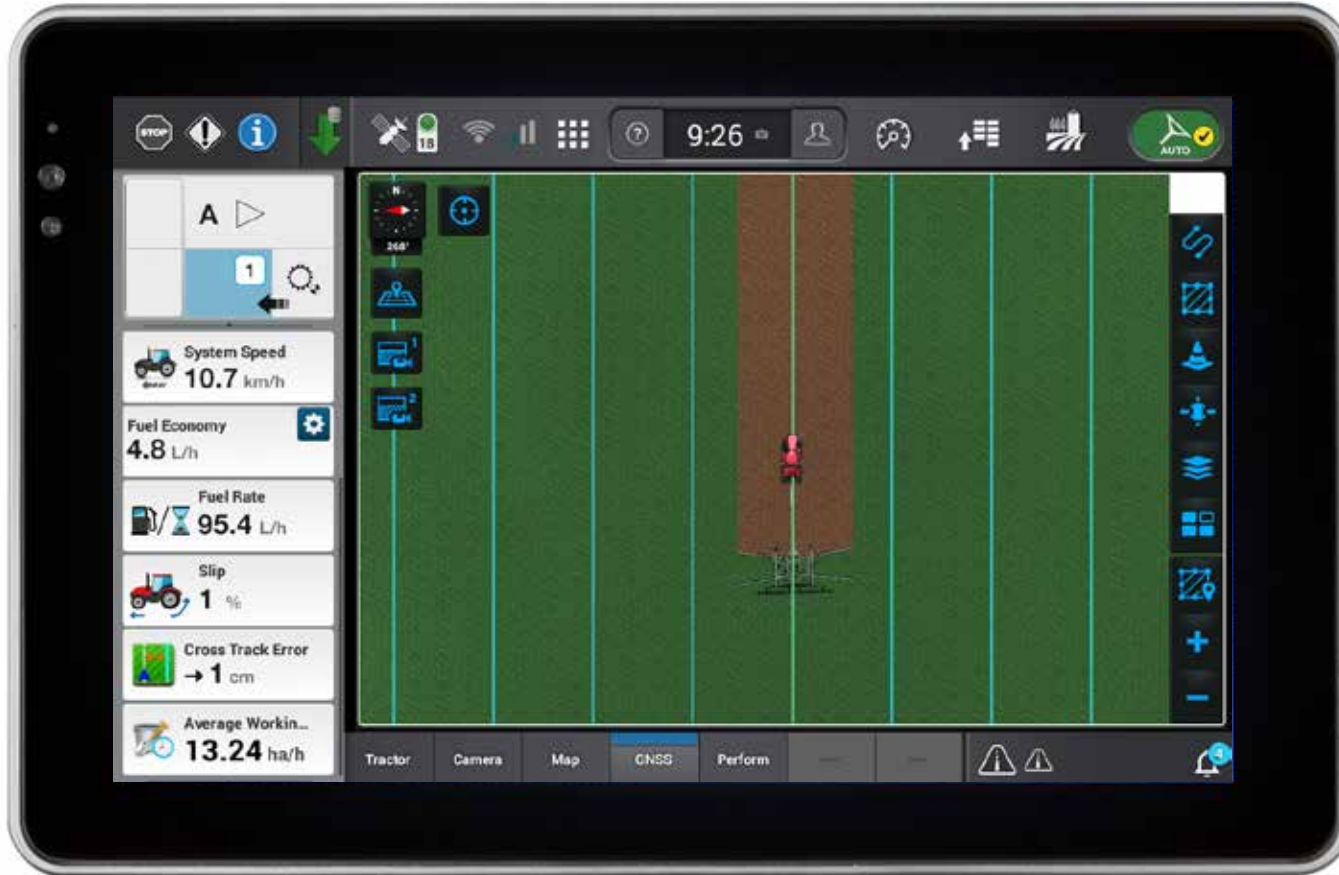 STOP
i
18
?
9:26
AUTO
A
1
N
268°
1
2
System Speed
10.7 km/h
Fuel Economy
4.8 L/h
Fuel Rate
95.4 L/h
Slip
1 %
Cross Track Error
→ 1 cm
Average Workin...
13.24 ha/h
Tractor
Camera
Map
GNSS
Perform
4